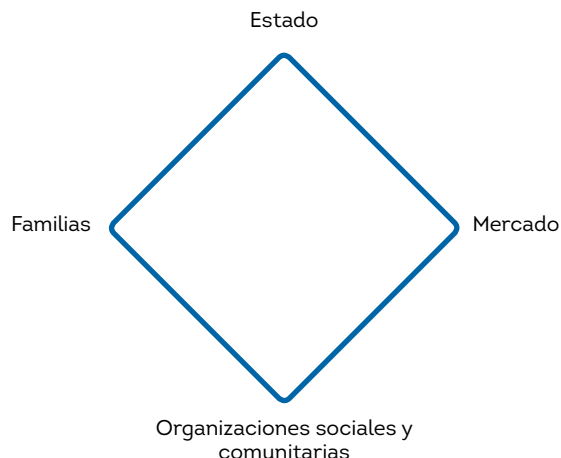 Estado
Familias
Mercado
Organizaciones sociales y
comunitarias